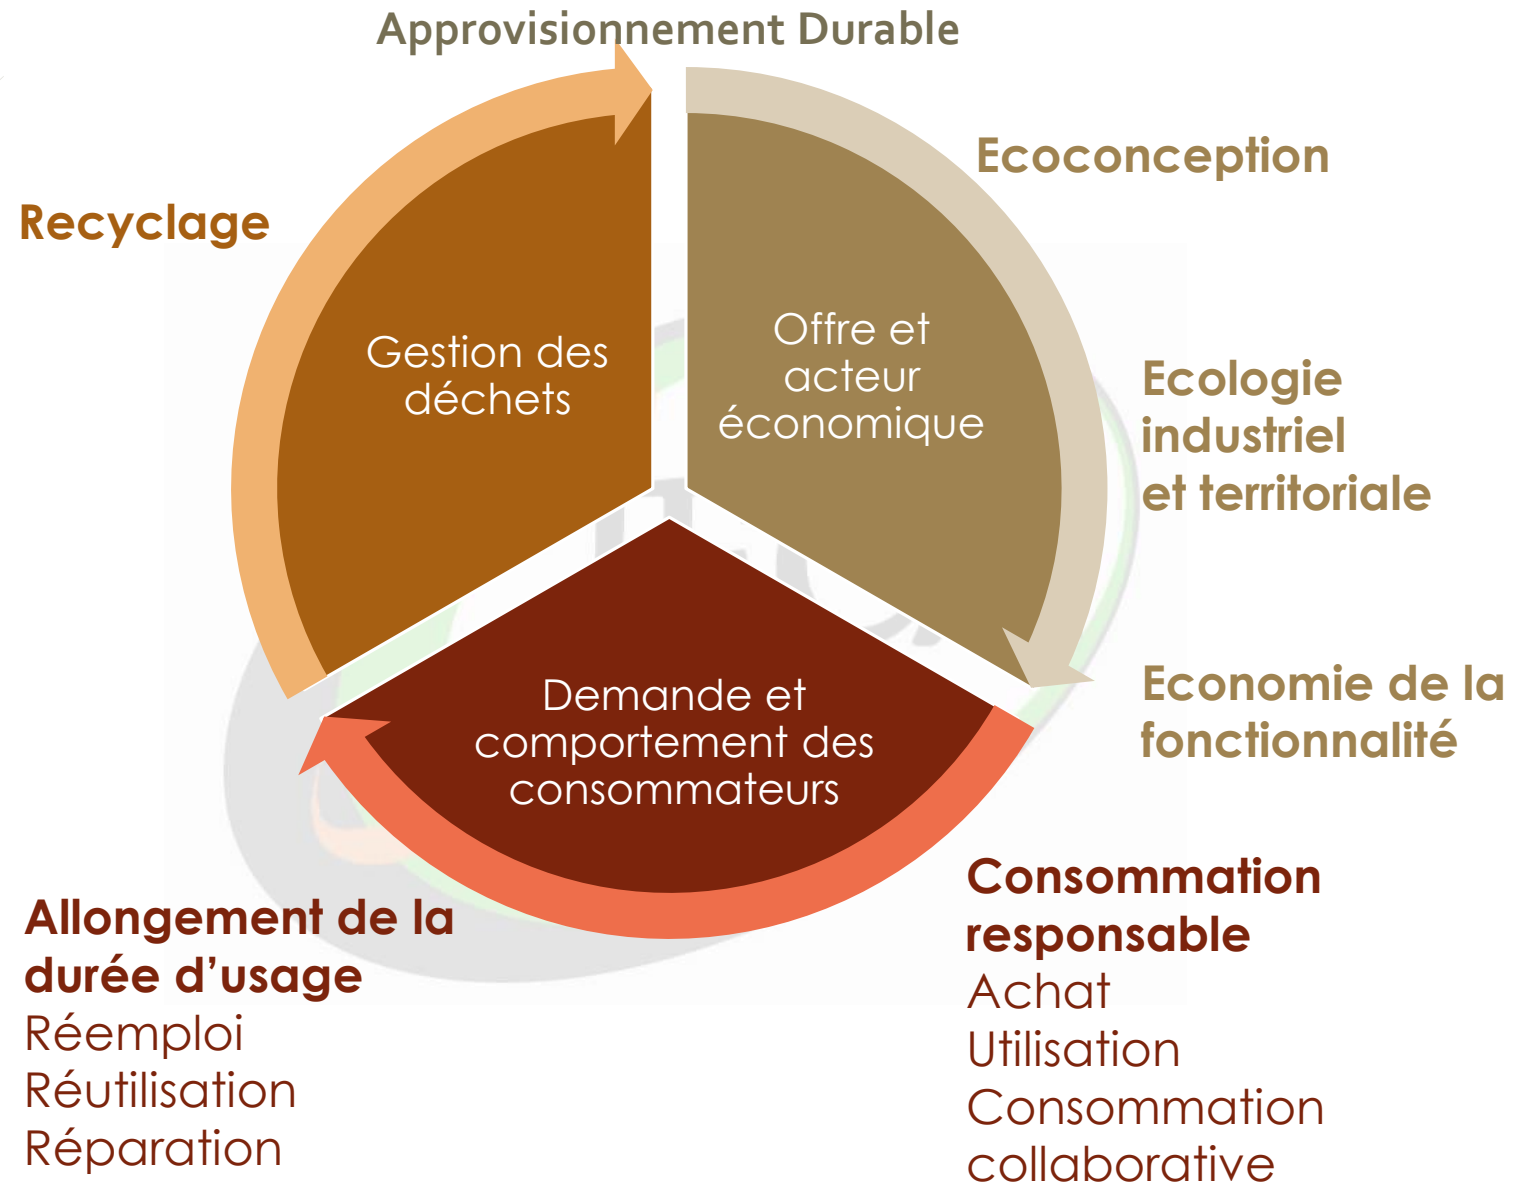 Approvisionnement Durable
Ecoconception
Recyclage
Offre et
acteur
économique
Gestion des
déchets
Ecologie
industriel
et territoriale
Economie de la
fonctionnalité
Demande et
comportement des
consommateurs
Consommation
responsable
Achat
Utilisation
Consommation
collaborative
Allongement de la
durée d’usage
Réemploi
Réutilisation
Réparation